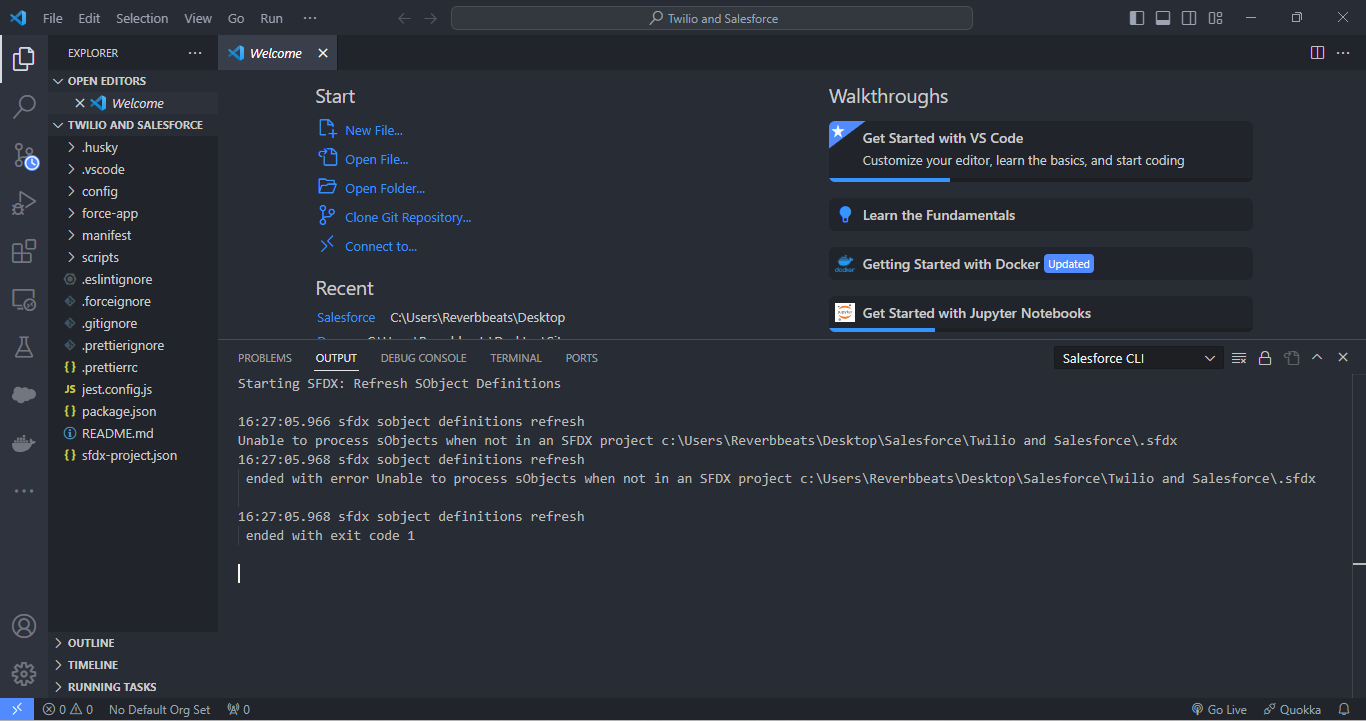 File Edit Selection View Go Run ···
Twilio and Salesforce
EXPLORER
OPEN EDITORS
Welcome
TWILIO AND SALESFORCE
.husky
.vscode
config
force-app
manifest
scripts
.eslintignore
.forceignore
.gitignore
.prettierignore
{} .prettierrc
JS jest.config.js
{} package.json
README.md
{} sfdx-project.json
OUTLINE
TIMELINE
RUNNING TASKS
Welcome
Start
New File...
Open File...
Open Folder...
Clone Git Repository...
Connect to...
Recent
Salesforce C:\Users\Reverbbeats\Desktop
Walkthroughs
Get Started with VS Code
Customize your editor, learn the basics, and start coding
Learn the Fundamentals
docker Getting Started with Docker Updated
Get Started with Jupyter Notebooks
PROBLEMS OUTPUT DEBUG CONSOLE TERMINAL PORTS
Salesforce CLI
Starting SFDX: Refresh SObject Definitions
16:27:05.966 sfdx sobject definitions refresh
Unable to process sObjects when not in an SFDX project c:\Users\Reverbbeats\Desktop\Salesforce\Twilio and Salesforce\.sfdx
16:27:05.968 sfdx sobject definitions refresh
ended with error Unable to process sObjects when not in an SFDX project c:\Users\Reverbbeats\Desktop\Salesforce\Twilio and Salesforce\.sfdx
16:27:05.968 sfdx sobject definitions refresh
ended with exit code 1
0 0 No Default Org Set 0
Go Live Quokka